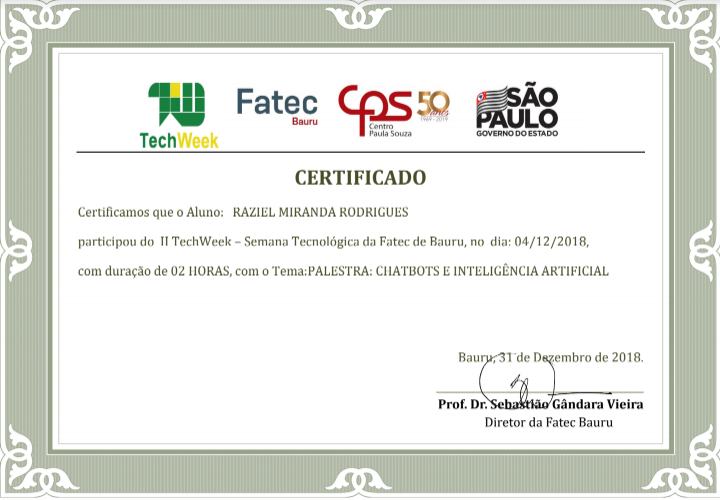 TechWeek
Fatec
Bauru
CPS 50 anos
1969 - 2019
Centro
Paula Souza
SÃO
PAULO
GOVERNO DO ESTADO
CERTIFICADO
Certificamos que o Aluno: RAZIEL MIRANDA RODRIGUES
participou do II TechWeek – Semana Tecnológica da Fatec de Bauru, no dia: 04/12/2018,
com duração de 02 HORAS, com o Tema:PALESTRA: CHATBOTS E INTELIGÊNCIA ARTIFICIAL
Bauru, 31 de Dezembro de 2018.
Prof. Dr. Sebastião Gândara Vieira
Diretor da Fatec Bauru